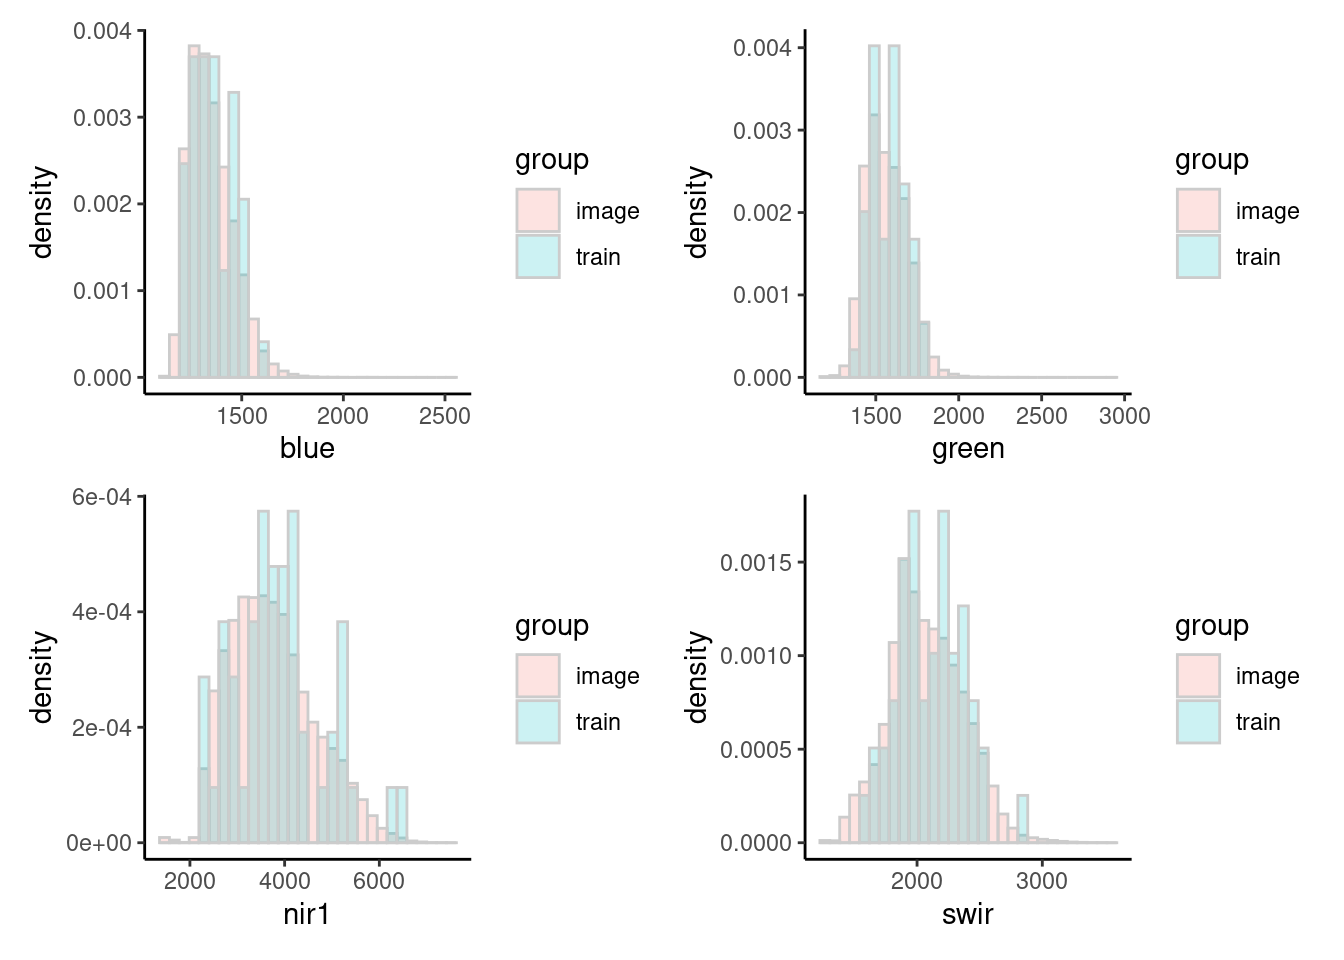 0.004
0.003
0.002
0.001
0.000
density
1500 2000 2500
blue
group
image
train
0.004
0.003
0.002
0.001
0.000
density
1500 2000 2500 3000
green
group
image
train
6e-04
4e-04
2e-04
0e+00
density
2000 4000 6000
nir1
group
image
train
0.0015
0.0010
0.0005
0.0000
density
2000 3000
swir
group
image
train